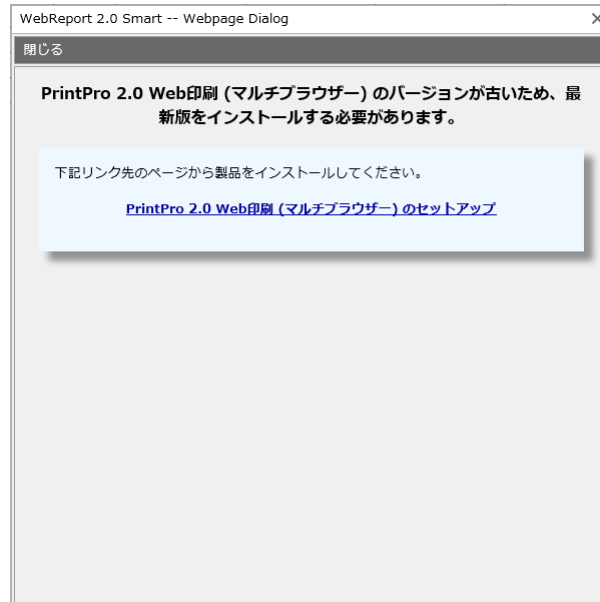 WebReport 2.0 Smart -- Webpage Dialog
閉じる
PrintPro 2.0 Web印刷 (マルチブラウザー) のバージョンが古いため、最
新版をインストールする必要があります。
下記リンク先のページから製品をインストールしてください。
PrintPro 2.0 Web印刷 (マルチブラウザー) のセットアップ